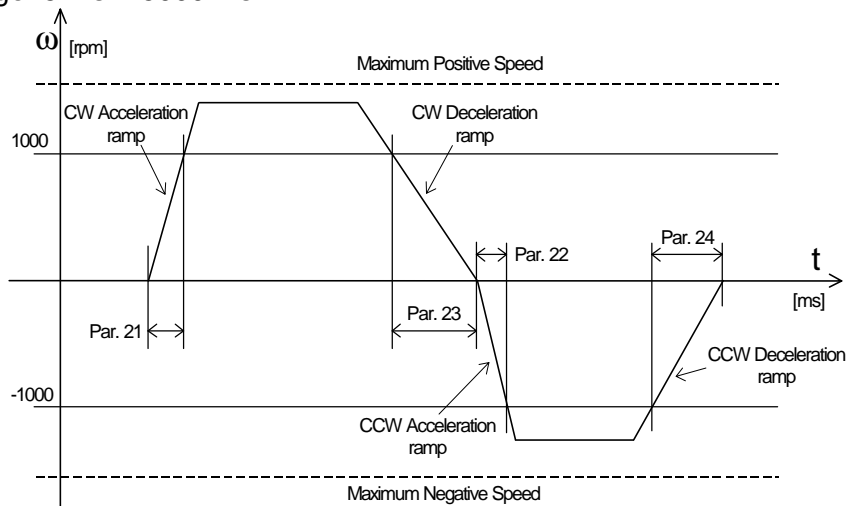 ω [rpm]
Maximum Positive Speed
CW Acceleration
ramp
CW Deceleration
ramp
1000
Par. 22
Par. 24
t
[ms]
Par. 21
Par. 23
CCW Deceleration
ramp
-1000
CCW Acceleration
ramp
Maximum Negative Speed